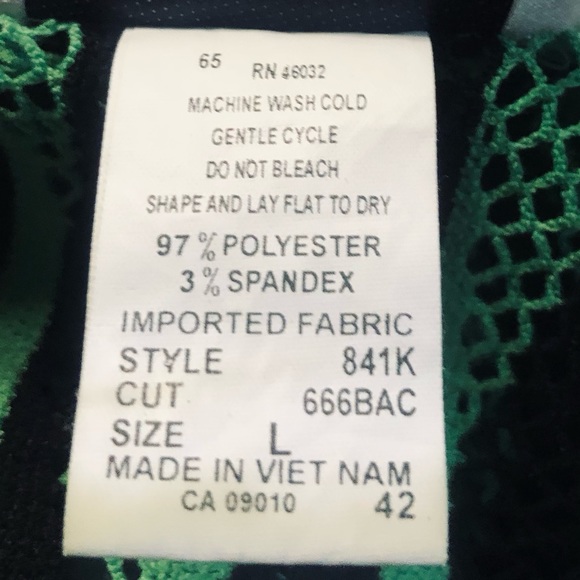 65 RN 46032
MACHINE WASH COLD
GENTLE CYCLE
DO NOT BLEACH
SHAPE AND LAY FLAT TO DRY
97 % POLYESTER
3 % SPANDEX
IMPORTED FABRIC
STYLE 841K
CUT 666BAC
SIZE L
MADE IN VIET NAM
CA 09010 42